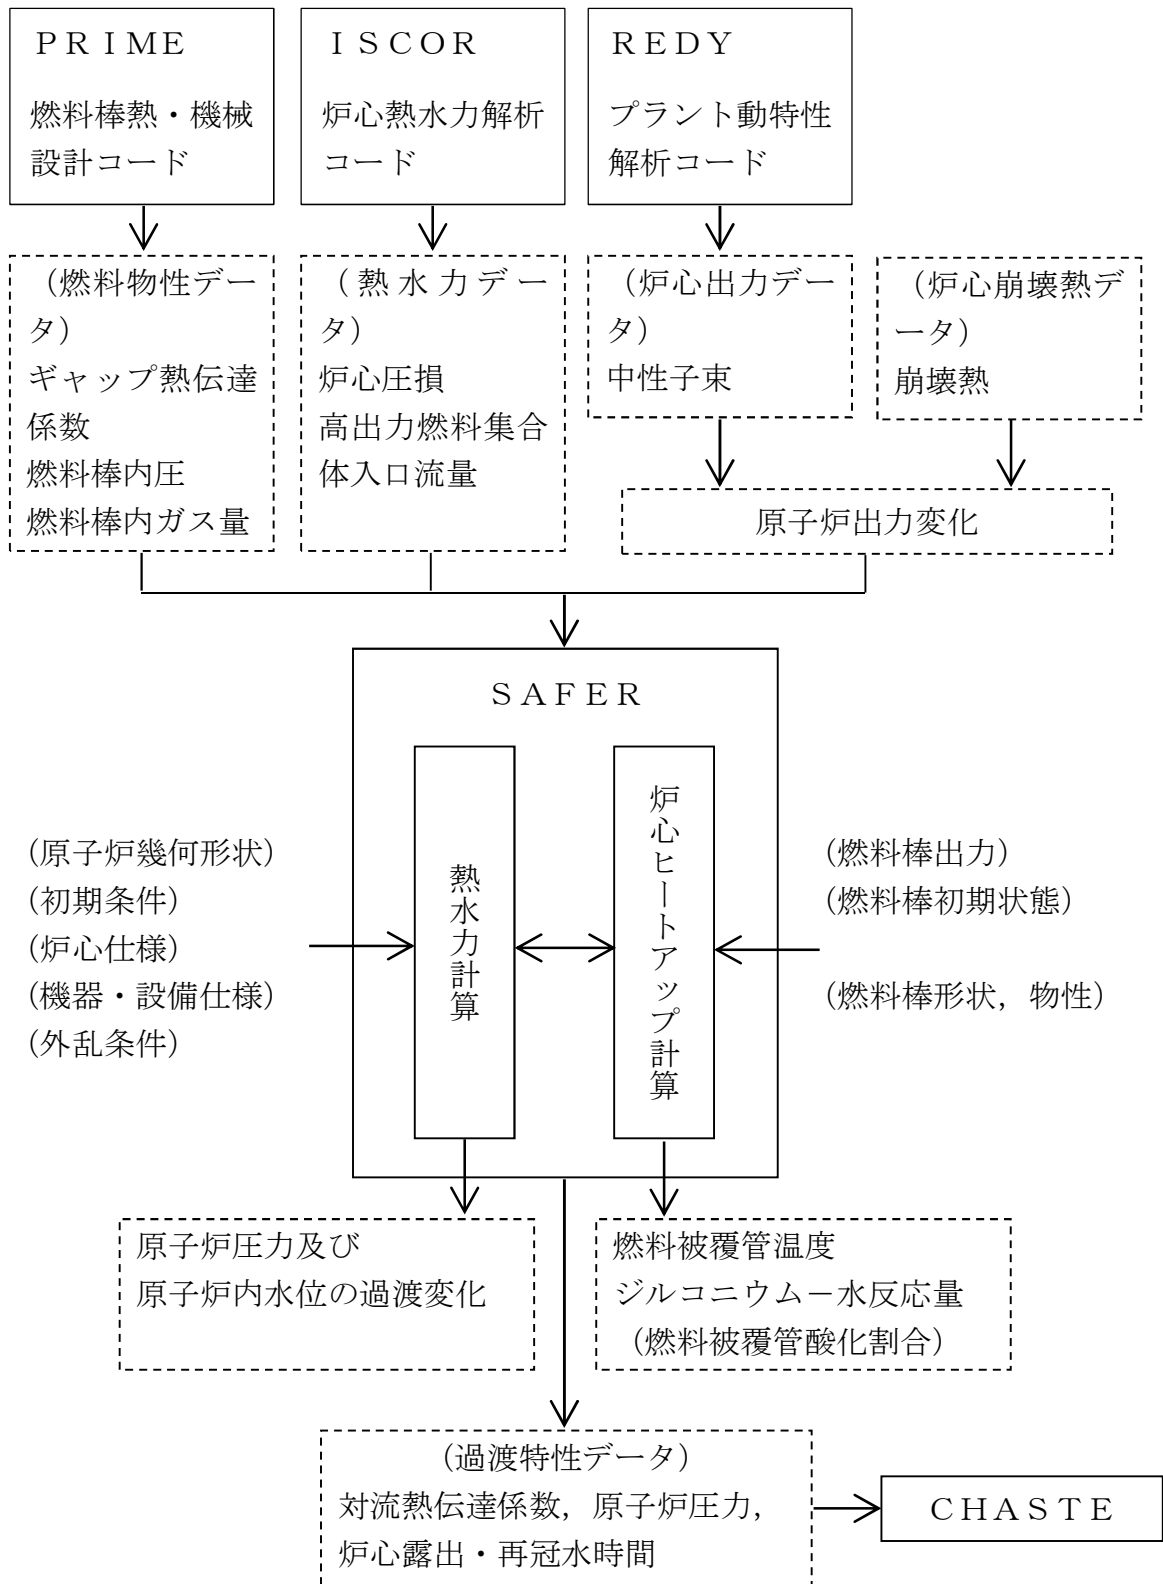 ＰＲＩＭＥ
燃料棒熱・機械
設計コード
ＩＳＣＯＲ
炉心熱水力解析
コード
ＲＥＤＹ
プラント動特性
解析コード
（燃料物性デー
タ）
ギャップ熱伝達
係数
燃料棒内圧
燃料棒内ガス量
（熱水力デー
タ）
炉心圧損
高出力燃料集合
体入口流量
（炉心出力デー
タ）
中性子束
（炉心崩壊熱デ
ータ）
崩壊熱
原子炉出力変化
ＳＡＦＥＲ
（原子炉幾何形状）
（初期条件）
（炉心仕様）
（機器・設備仕様）
（外乱条件）
熱水力計算
炉心ヒートアップ計算
（燃料棒出力）
（燃料棒初期状態）
（燃料棒形状，物性）
原子炉圧力及び
原子炉内水位の過渡変化
燃料被覆管温度
ジルコニウム－水反応量
（燃料被覆管酸化割合）
（過渡特性データ）
対流熱伝達係数，原子炉圧力，
炉心露出・再冠水時間
ＣＨＡＳＴＥ